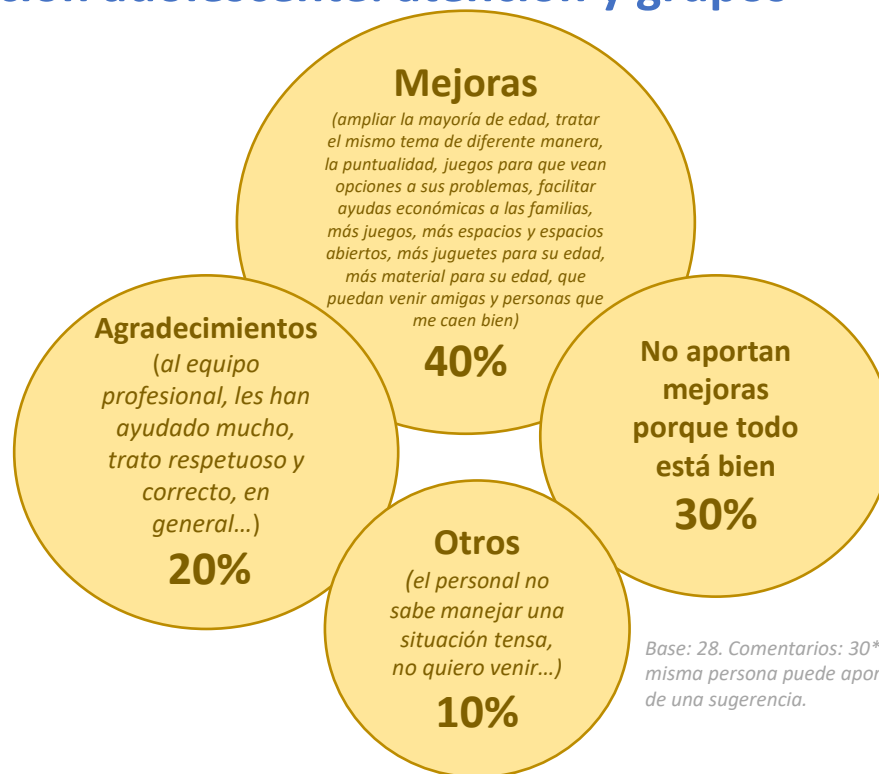 ción adolescente: atención y grupos
Mejoras
(ampliar la mayoría de edad, tratar
el mismo tema de diferente manera,
la puntualidad, juegos para que vean
opciones a sus problemas, facilitar
ayudas económicas a las familias,
más juegos, más espacios y espacios
abiertos, más juguetes para su edad,
más material para su edad, que
puedan venir amigas y personas que
me caen bien)
40%
Agradecimientos
(al equipo
profesional, les han
ayudado mucho,
trato respetuoso y
correcto, en
general…)
20%
No aportan
mejoras
porque todo
está bien
30%
Otros
(el personal no
sabe manejar una
situación tensa,
no quiero venir…)
10%
Base: 28. Comentarios: 30*
misma persona puede apor
de una sugerencia.